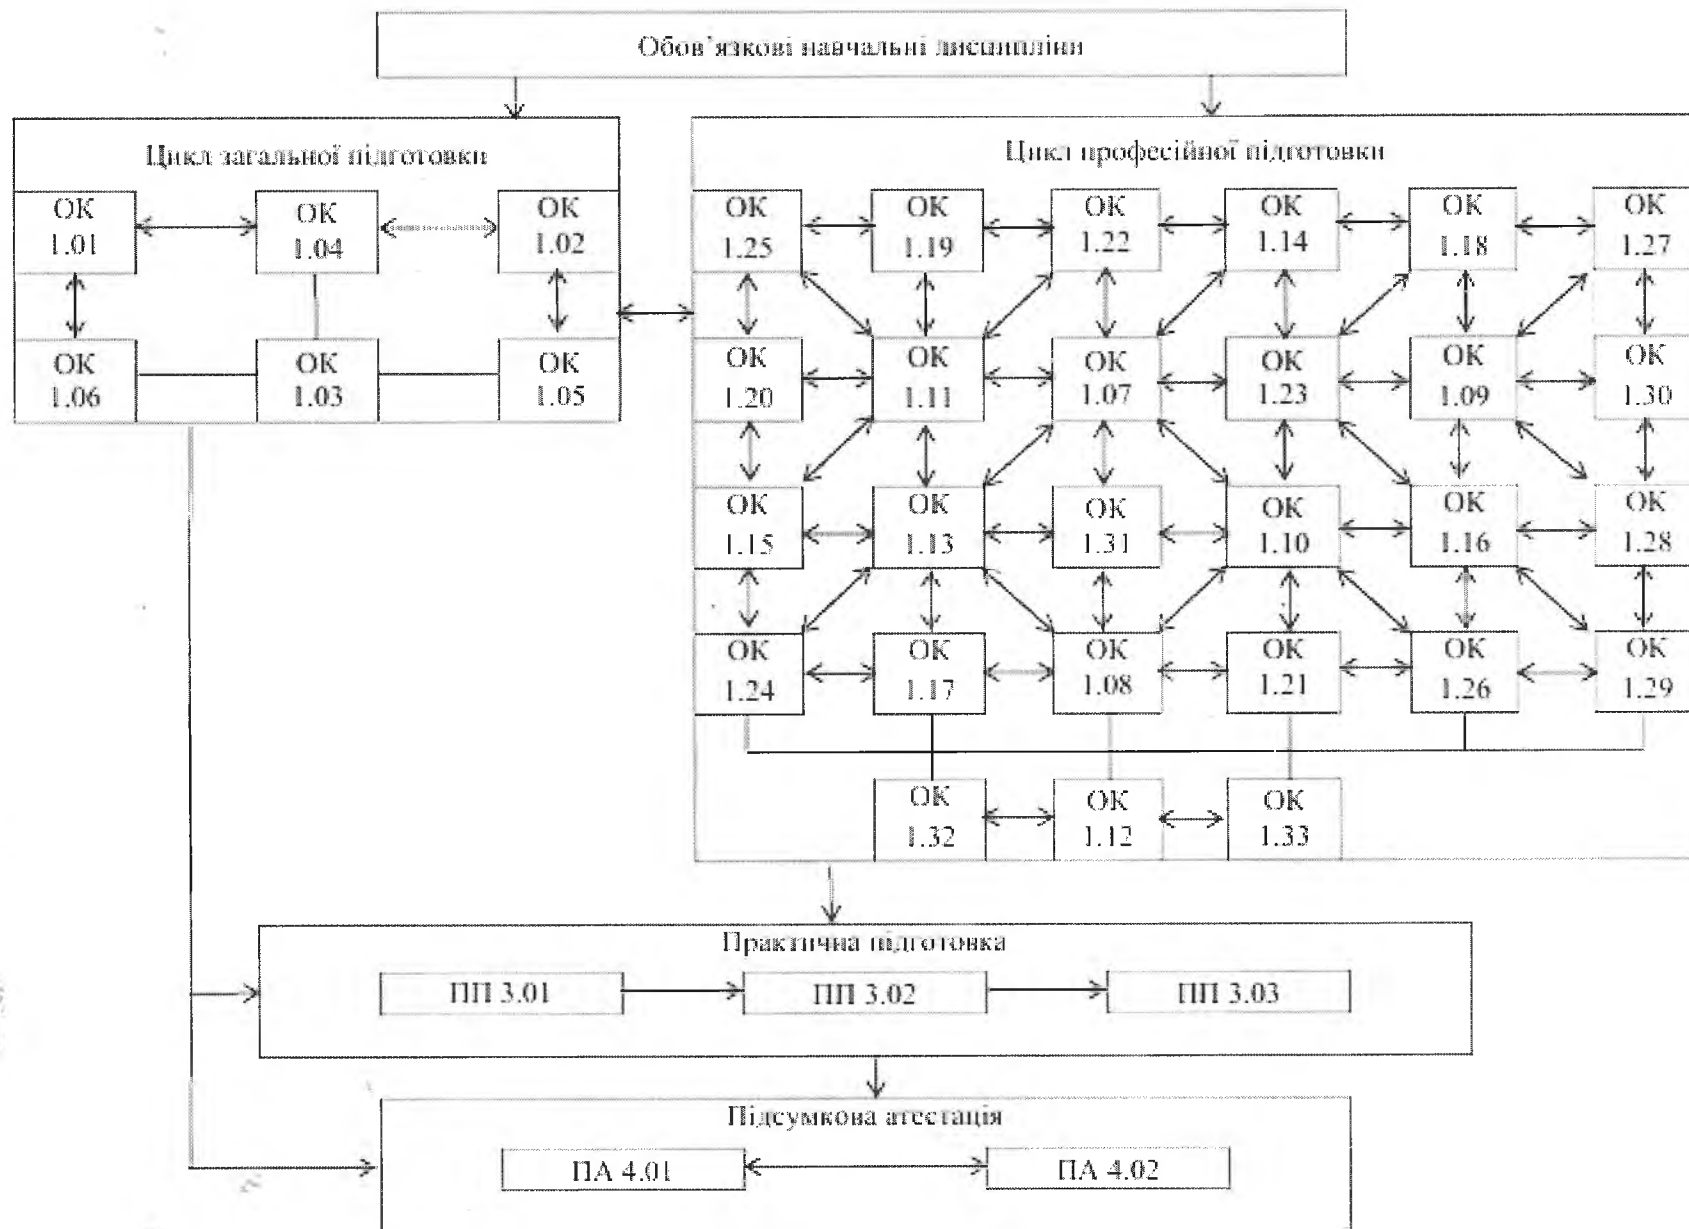 Обов’язкові навчальні дисципліни
Цикл загальної підготовки
ОК
1.01
ОК
1.04
ОК
1.02
ОК
1.06
ОК
1.03
ОК
1.05
Цикл професійної підготовки
ОК
1.25
ОК
1.19
ОК
1.22
ОК
1.14
ОК
1.18
ОК
1.27
ОК
1.20
ОК
1.11
ОК
1.07
ОК
1.23
ОК
1.09
ОК
1.30
ОК
1.15
ОК
1.13
ОК
1.31
ОК
1.10
ОК
1.16
ОК
1.28
ОК
1.24
ОК
1.17
ОК
1.08
ОК
1.21
ОК
1.26
ОК
1.29
ОК
1.32
ОК
1.12
ОК
1.33
Практична підготовка
ПП 3.01
ПП 3.02
ПП 3.03
Підсумкова атестація
ПА 4.01
ПА 4.02